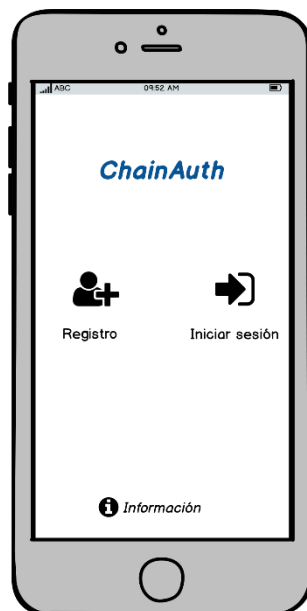 ABC 09:52 AM
ChainAuth
Registro Iniciar sesión
Información